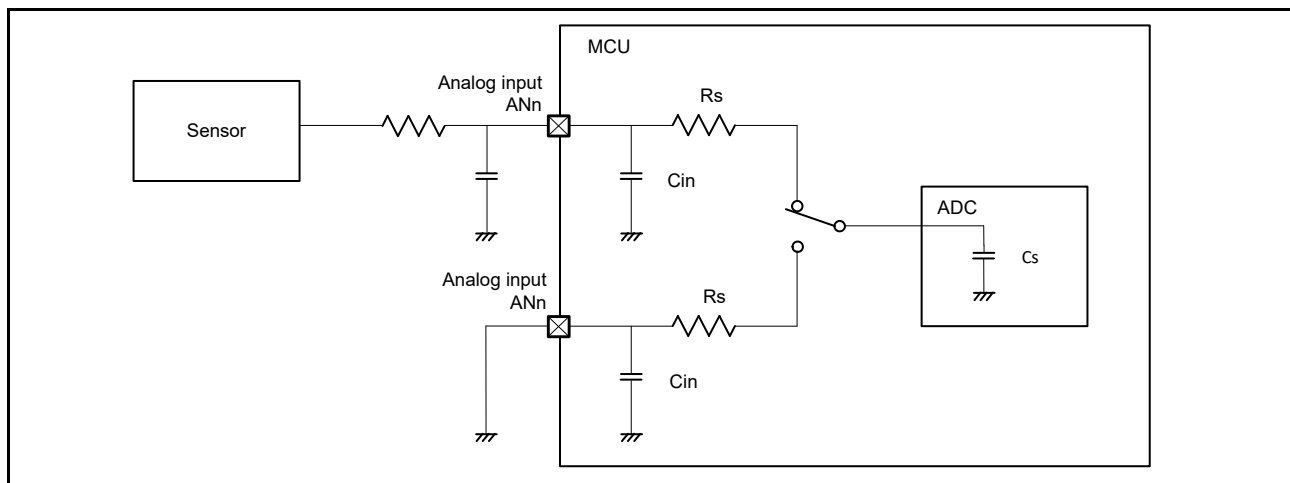 MCU
Analog input
ANn
Rs
Sensor
Cin
ADC
Cs
Analog input
ANn
Rs
Cin